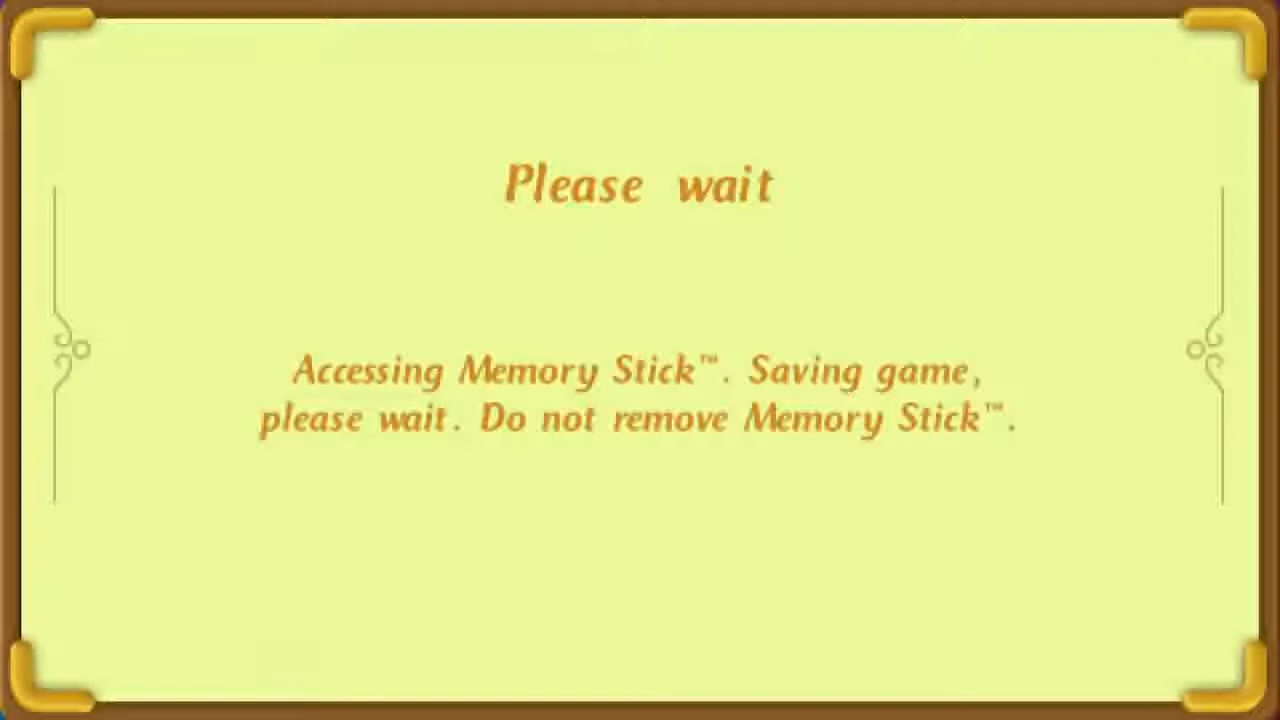 Please wait
Accessing Memory Stick™. Saving game,
please wait. Do not remove Memory Stick™.